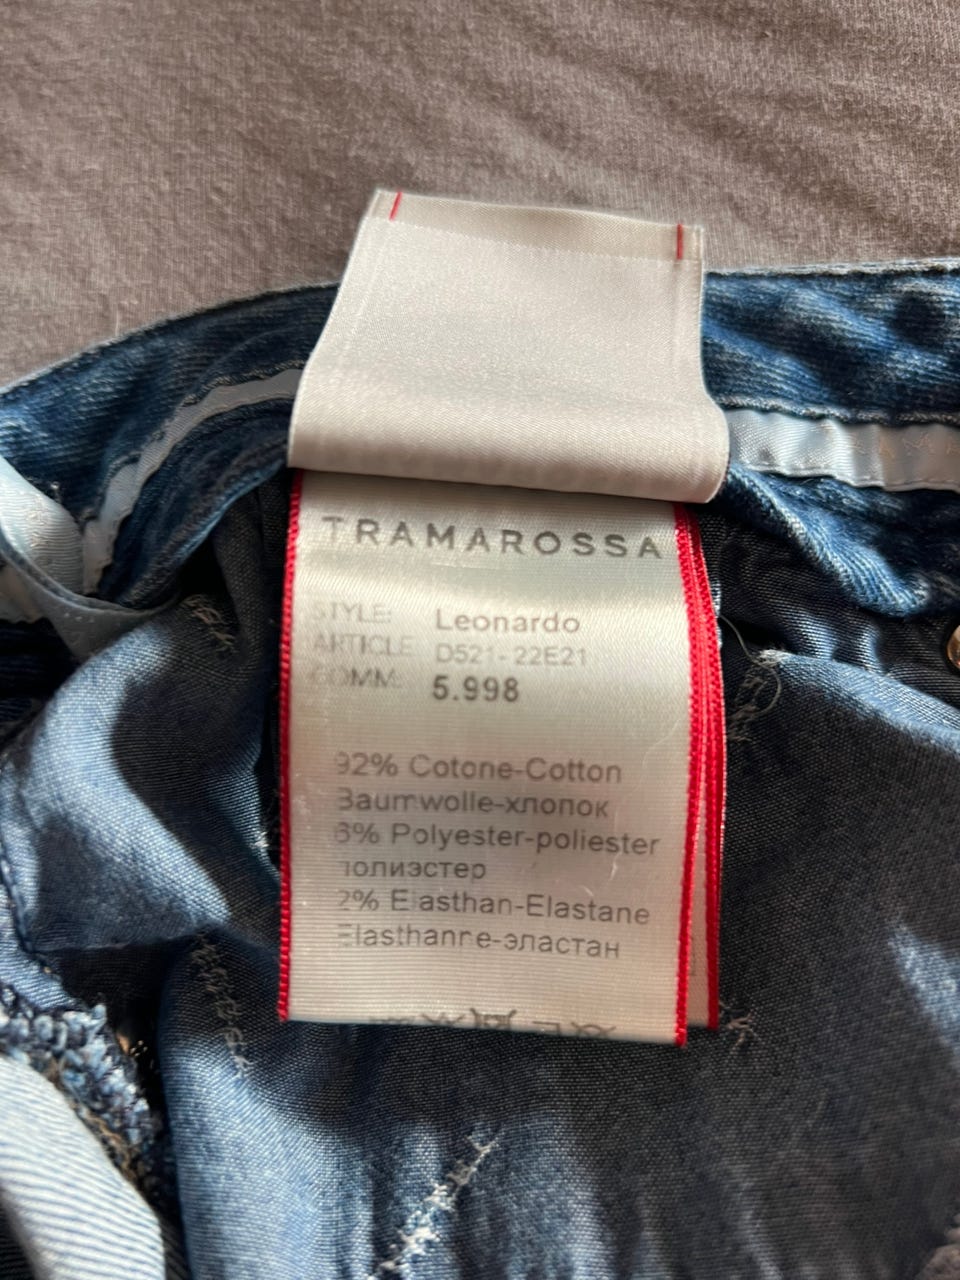 TRAMAROSSA
STYLE: Leonardo
ARTICLE D521-22E21
COMM: 5.998
92% Cotone-Cotton
Baumwolle-хлопок
6% Polyester-poliester
полиэстер
2% Elasthan-Elastane
Elasthanne-эластан